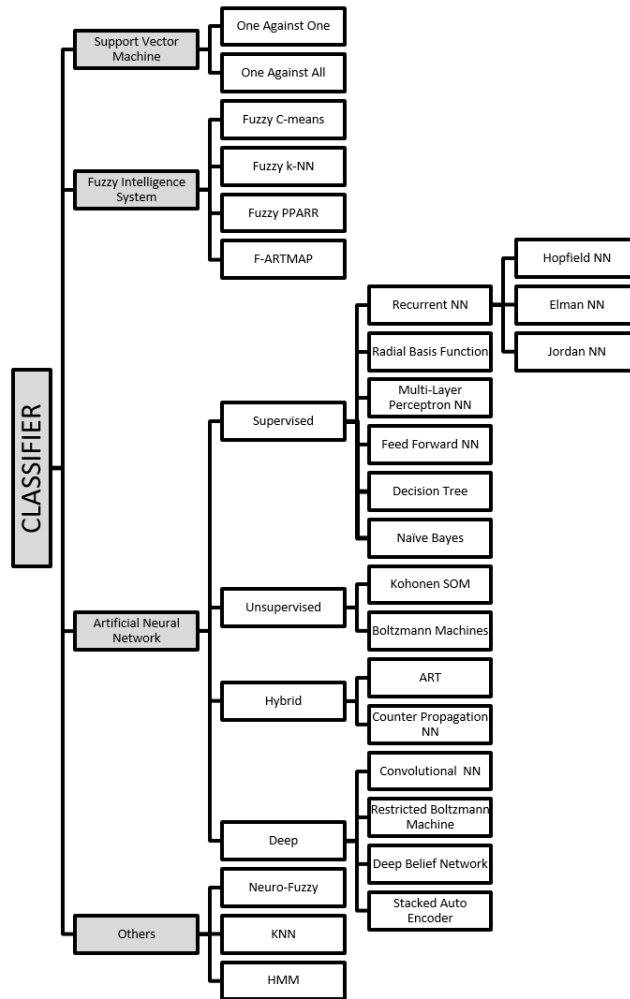 CLASSIFIER
Support Vector
Machine
One Against One
One Against All
Fuzzy Intelligence
System
Fuzzy C-means
Fuzzy k-NN
Fuzzy PPARR
F-ARTMAP
Artificial Neural
Network
Supervised
Recurrent NN
Hopfield NN
Elman NN
Jordan NN
Radial Basis Function
Multi-Layer
Perceptron NN
Feed Forward NN
Decision Tree
Naïve Bayes
Unsupervised
Kohonen SOM
Boltzmann Machines
Hybrid
ART
Counter Propagation
NN
Deep
Convolutional NN
Restricted Boltzmann
Machine
Deep Belief Network
Stacked Auto
Encoder
Others
Neuro-Fuzzy
KNN
HMM